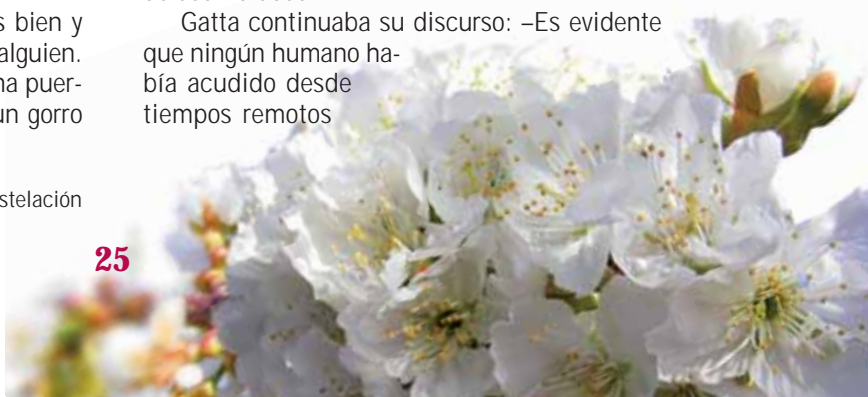 s bien y
alguien.
na puer-
un gorro
stelación
25
Gatta continuaba su discurso: –Es evidente
que ningún humano ha-
bía acudido desde
tiempos remotos